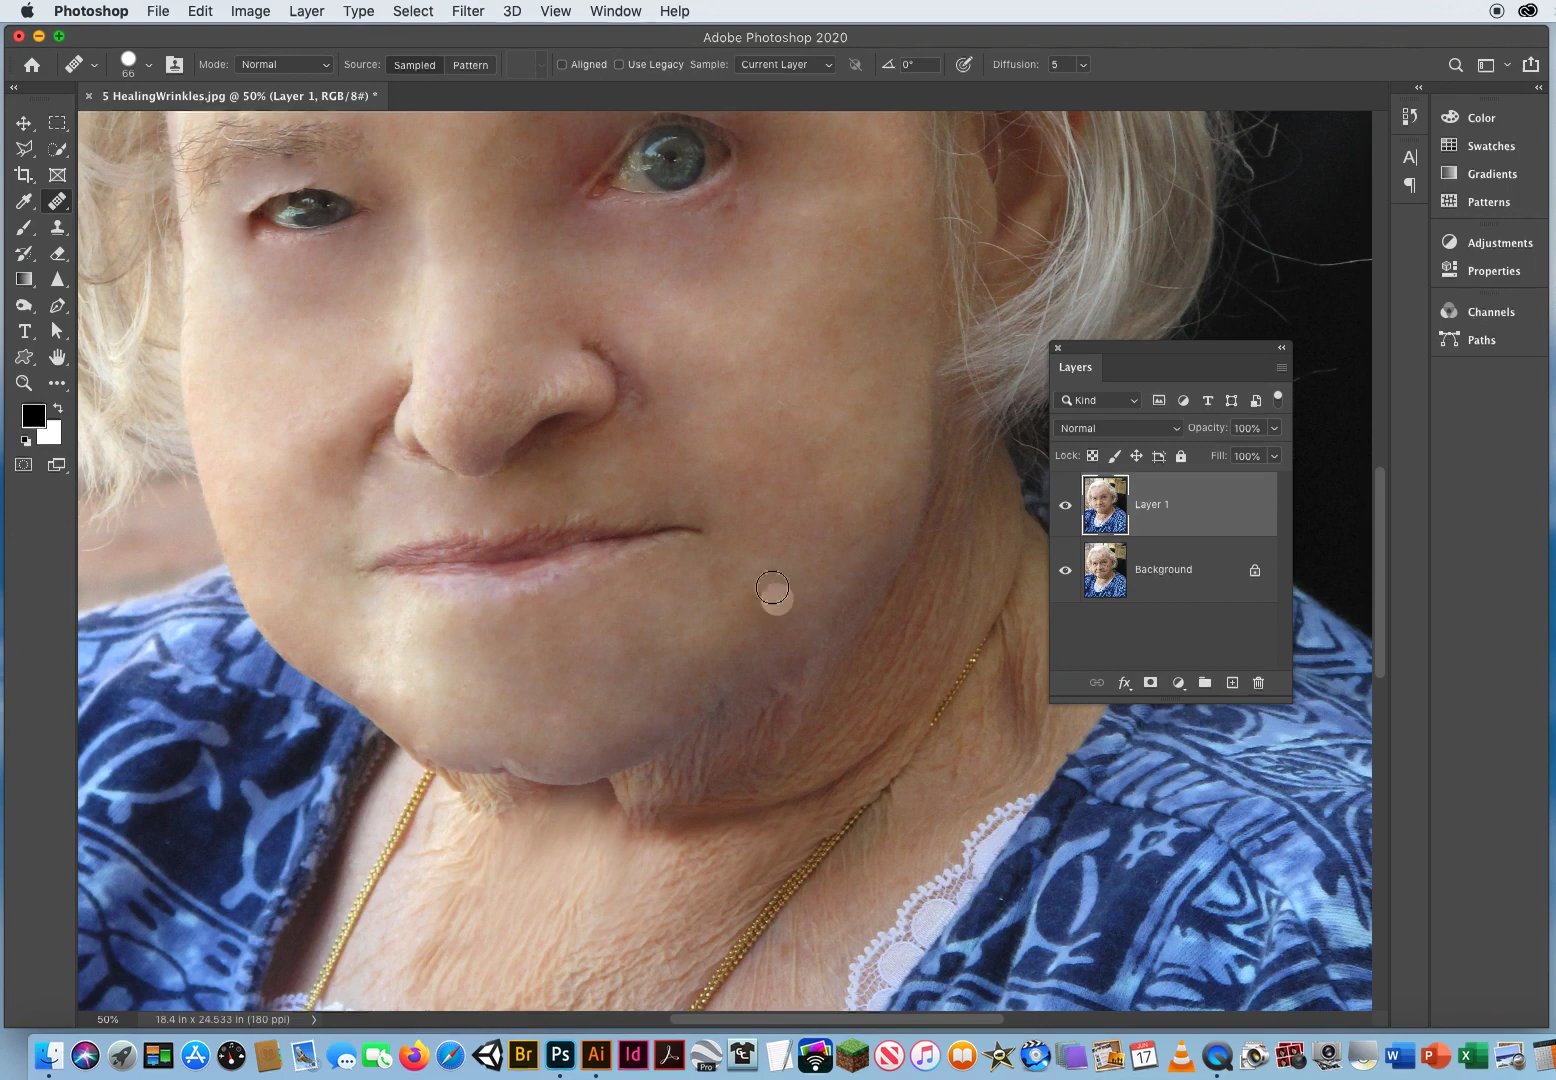 Photoshop File Edit Image Layer Type Select Filter 3D View Window Help
Adobe Photoshop 2020
66 Mode: Normal Source: Sampled Pattern Aligned Use Legacy Sample: Current Layer 0° Diffusion: 5
5 HealingWrinkles.jpg @ 50% (Layer 1, RGB/8#) *
Color
Swatches
Gradients
Patterns
Adjustments
Properties
Channels
Paths
Layers
Kind
Normal Opacity: 100%
Lock: Fill: 100%
Layer 1
Background
fx
50% 18.4 in x 24.533 in (180 ppi)
Br Ps Ai Id Pro JUN 17 W P X